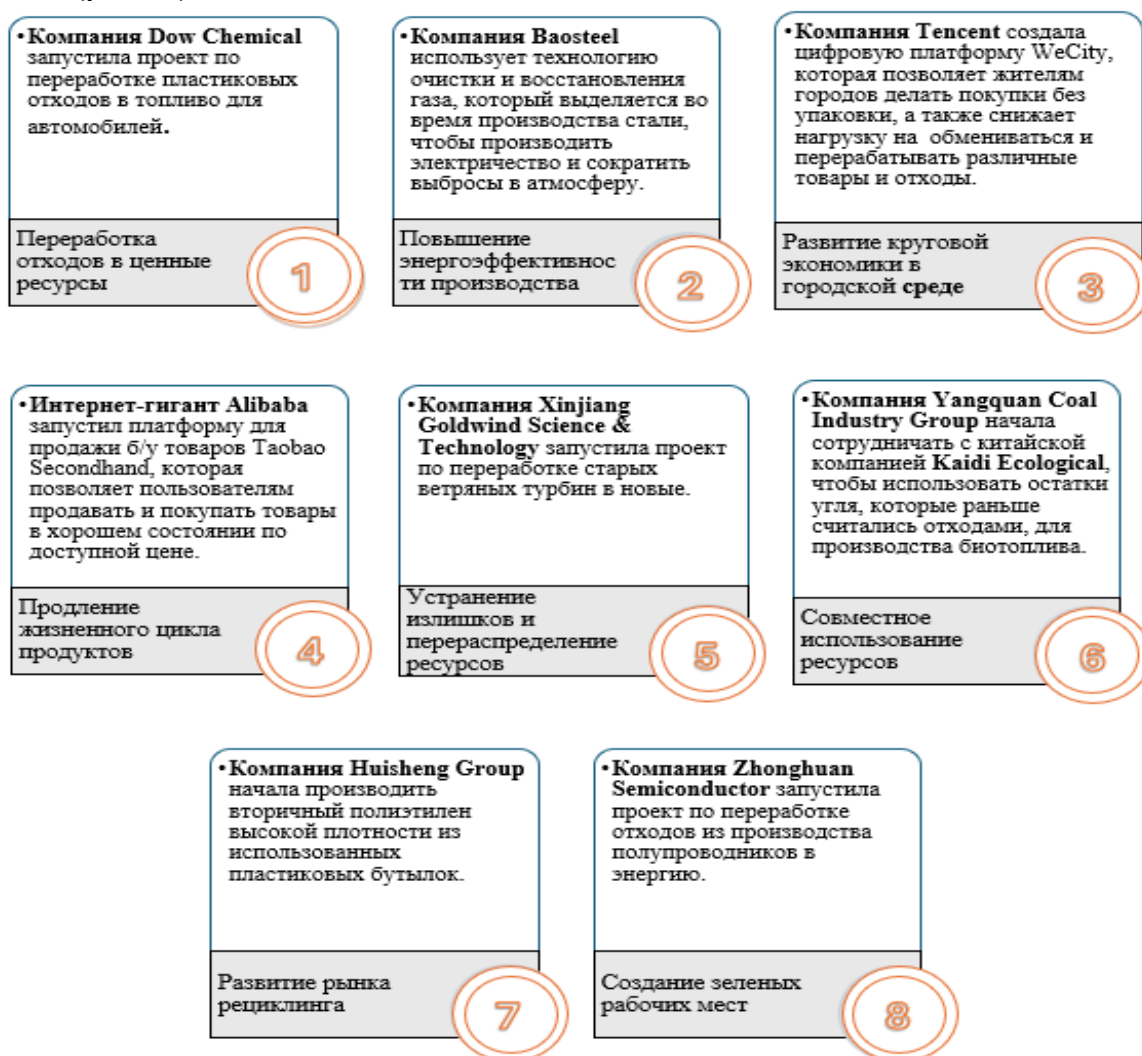 •Компания Dow Chemical
запустила проект по
переработке пластиковых
отходов в топливо для
автомобилей.
Переработка
отходов в ценные
ресурсы
1
•Компания Baosteel
использует технологию
очистки и восстановления
газа, который выделяется во
время производства стали,
чтобы производить
электричество и сократить
выбросы в атмосферу.
Повышение
энергоэффективнос
ти производства
2
•Компания Tencent создала
цифровую платформу WeCity,
которая позволяет жителям
городов делать покупки без
упаковки, а также снижает
нагрузку на обмениваться и
перерабатывать различные
товары и отходы.
Развитие круговой
экономики в
городской среде
3
•Интернет-гигант Alibaba
запустил платформу для
продажи б/у товаров Taobao
Secondhand, которая
позволяет пользователям
продавать и покупать товары
в хорошем состоянии по
доступной цене.
Продление
жизненного цикла
продуктов
4
•Компания Xinjiang
Goldwind Science &
Technology запустила проект
по переработке старых
ветряных турбин в новые.
Устранение
излишков и
перераспределение
ресурсов
5
•Компания Yangquan Coal
Industry Group начала
сотрудничать с китайской
компанией Kaidi Ecological,
чтобы использовать остатки
угля, которые раньше
считались отходами, для
производства биотоплива.
Совместное
использование
ресурсов
6
•Компания Huisheng Group
начала производить
вторичный полиэтилен
высокой плотности из
использованных
пластиковых бутылок.
Развитие рынка
рециклинга
7
•Компания Zhonghuan
Semiconductor запустила
проект по переработке
отходов из производства
полупроводников в
энергию.
Создание зеленых
рабочих мест
8